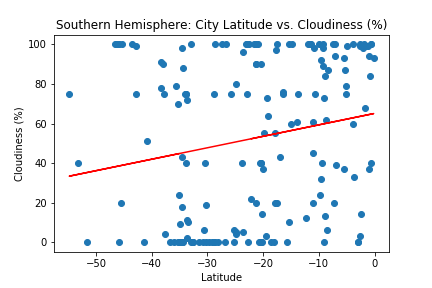 Southern Hemisphere: City Latitude vs. Cloudiness (%)
100
80
60
40
20
0
Cloudiness (%)
−50 −40 −30 −20 −10 0
Latitude